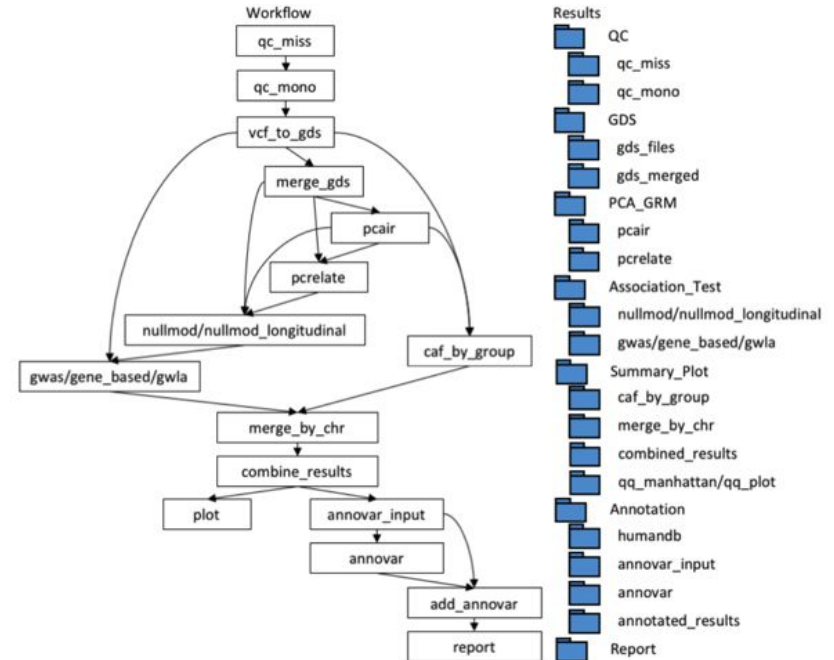 Workflow
qc_miss
qc_mono
vcf_to_gds
merge_gds
pcair
pcrelate
nullmod/nullmod_longitudinal
caf_by_group
gwas/gene_based/gwla
merge_by_chr
combine_results
plot
annovar_input
annovar
add_annovar
report
Results
QC
qc_miss
qc_mono
GDS
gds_files
gds_merged
PCA_GRM
pcair
pcrelate
Association_Test
nullmod/nullmod_longitudinal
gwas/gene_based/gwla
Summary_Plot
caf_by_group
merge_by_chr
combined_results
qq_manhattan/qq_plot
Annotation
humandb
annovar_input
annovar
annotated_results
Report